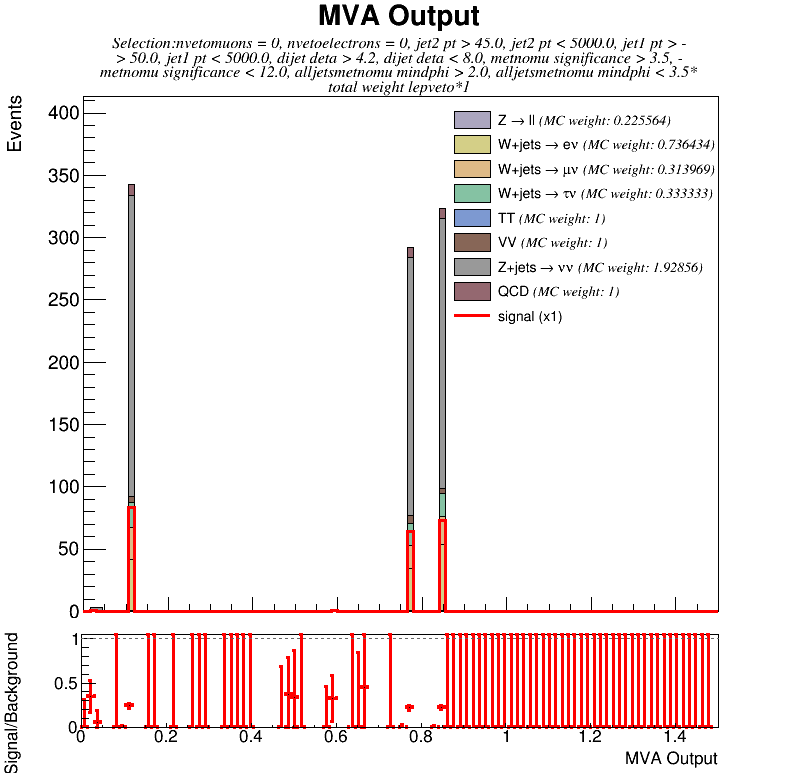 MVA Output
Selection:nvetomuons = 0, nvetoelectrons = 0, jet2 pt > 45.0, jet2 pt < 5000.0, jet1 pt > -
> 50.0, jet1 pt < 5000.0, dijet deta > 4.2, dijet deta < 8.0, metnomu significance > 3.5, -
metnomu significance < 12.0, alljetsmetnomu mindphi > 2.0, alljetsmetnomu mindphi < 3.5*
total weight lepveto*1
Events
400
350
300
250
200
150
100
50
0
Z → ll (MC weight: 0.225564)
W+jets → eν (MC weight: 0.736434)
W+jets → μν (MC weight: 0.313969)
W+jets → τν (MC weight: 0.333333)
TT (MC weight: 1)
VV (MC weight: 1)
Z+jets → νν (MC weight: 1.92856)
QCD (MC weight: 1)
signal (x1)
Signal/Background
1
0.5
0
0 0.2 0.4 0.6 0.8 1 1.2 1.4
MVA Output